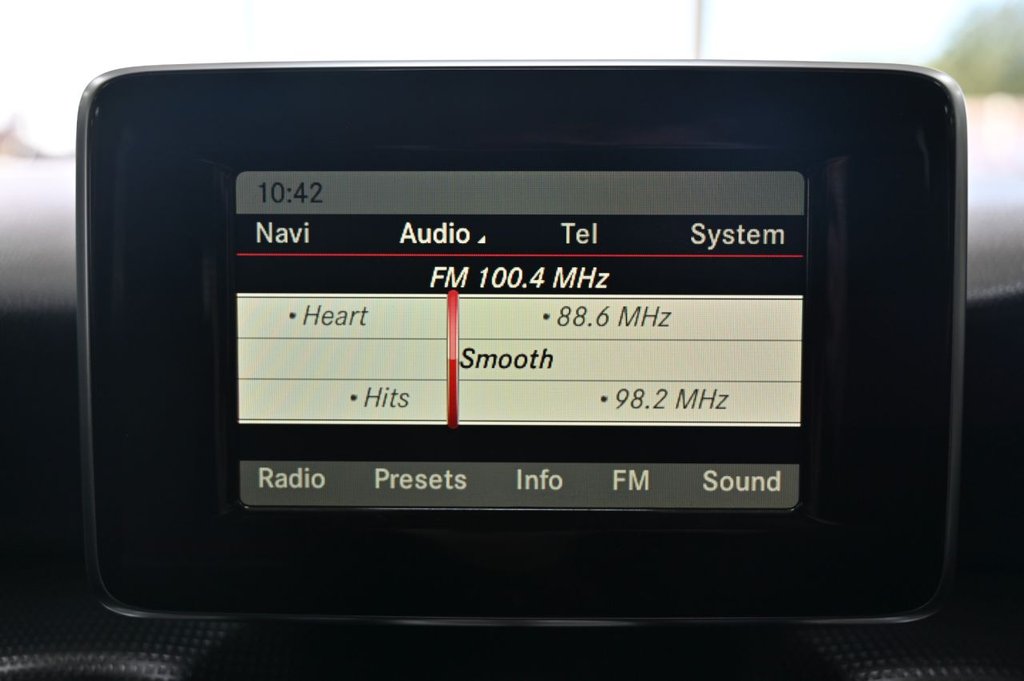 10:42
Navi Audio Tel System
FM 100.4 MHz
• Heart • 88.6 MHz
Smooth
• Hits • 98.2 MHz
Radio Presets Info FM Sound